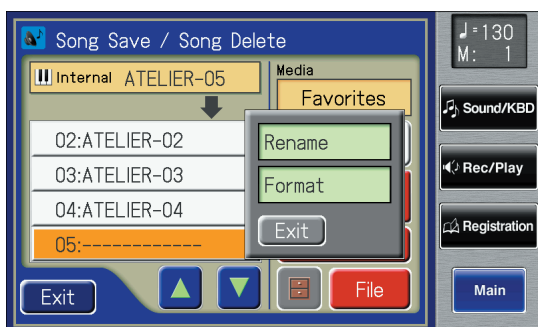 Song Save / Song Delete
Internal ATELIER-05
Media
Favorites
02:ATELIER-02
03:ATELIER-03
04:ATELIER-04
05:------------
Rename
Format
Exit
Exit
File
♩=130
M: 1
Sound/KBD
Rec/Play
Registration
Main